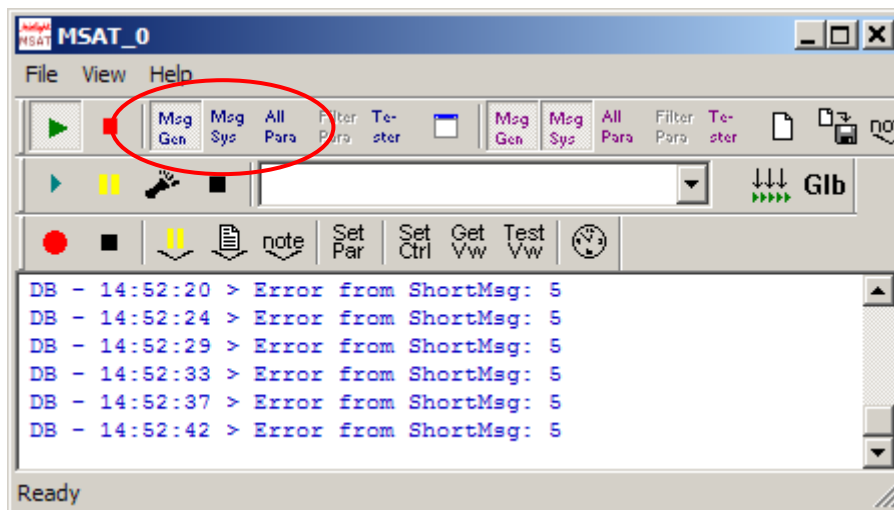 MSAT_0
File View Help
Msg Gen Msg Sys All Para Filter Para Te-ster Msg Gen Msg Sys All Para Filter Para Te-ster
Glb
note Set Par Set Ctrl Get Vw Test Vw
DB - 14:52:20 > Error from ShortMsg: 5
DB - 14:52:24 > Error from ShortMsg: 5
DB - 14:52:29 > Error from ShortMsg: 5
DB - 14:52:33 > Error from ShortMsg: 5
DB - 14:52:37 > Error from ShortMsg: 5
DB - 14:52:42 > Error from ShortMsg: 5
Ready